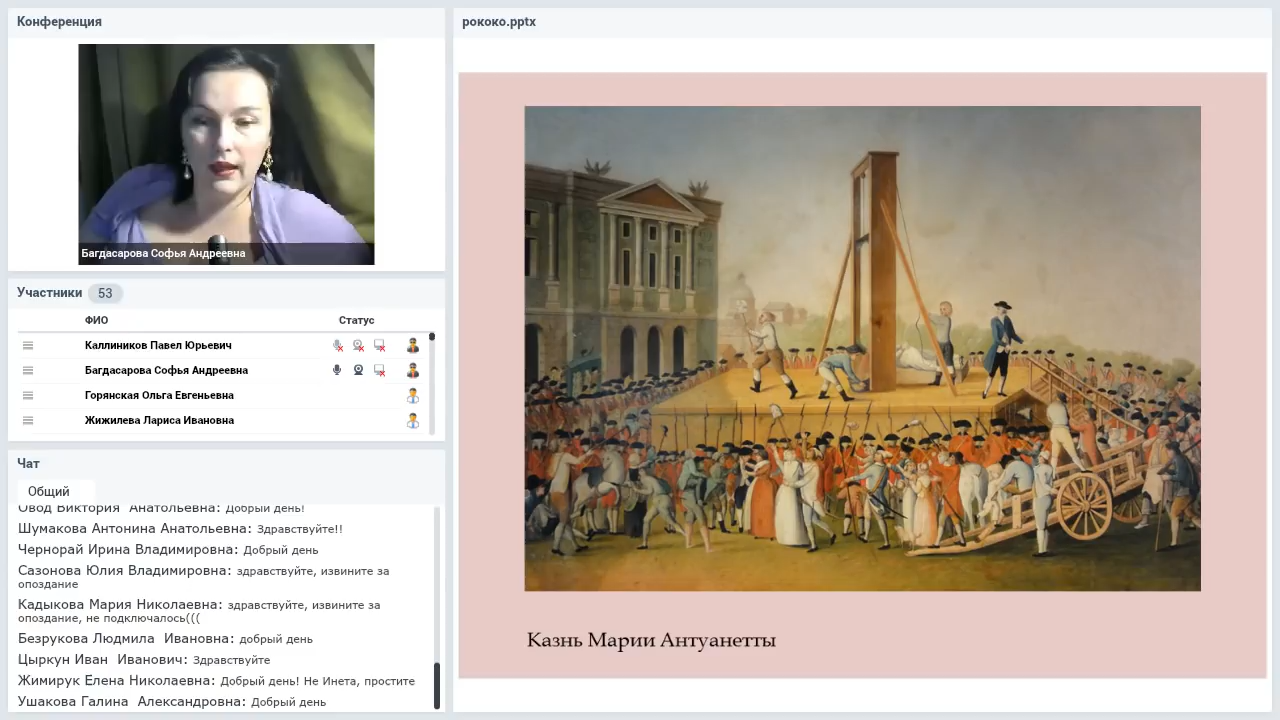 Конференция
Багдасарова Софья Андреевна
Участники 53
ФИО Статус
Каллиников Павел Юрьевич
Багдасарова Софья Андреевна
Горянская Ольга Евгеньевна
Жижилева Лариса Ивановна
Чат
Общий
Овод Виктория Анатольевна: Добрый день!
Шумакова Антонина Анатольевна: Здравствуйте!!
Чернорай Ирина Владимировна: Добрый день
Сазонова Юлия Владимировна: здравствуйте, извините за
опоздание
Кадыкова Мария Николаевна: здравствуйте, извините за
опоздание, не подключалось(((
Безрукова Людмила Ивановна: добрый день
Цыркун Иван Иванович: Здравствуйте
Жимирук Елена Николаевна: Добрый день! Не Инета, простите
Ушакова Галина Александровна: Добрый день
рококо.pptx
Казнь Марии Антуанетты